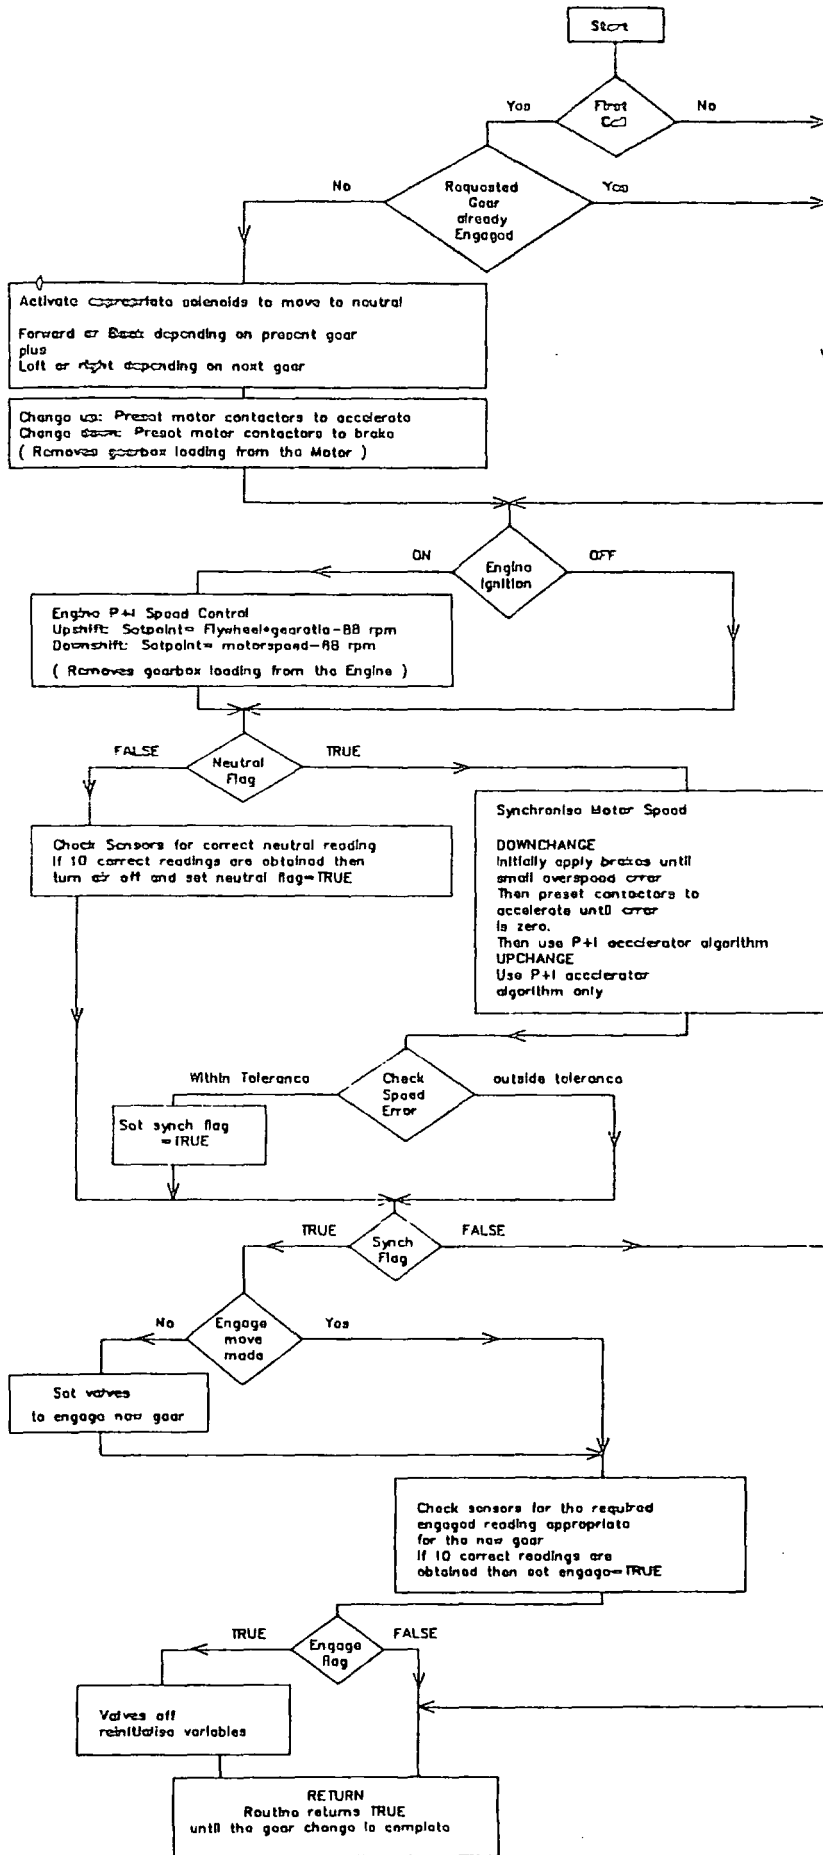 Start
First
Call
Yes
No
Requested
Gear
already
Engaged
No
Yes
Activate appropriate solenoids to move to neutral
Forward or Back depending on present gear
plus
Left or right depending on next gear
Change up: Preset motor contactors to accelerate
Change down: Preset motor contactors to brake
( Removes gearbox loading from the Motor )
Engine
Ignition
ON
OFF
Engine P+I Speed Control
Upshift: Setpoint= Flywheel*gearatio-88 rpm
Downshift: Setpoint= motorspeed-88 rpm
( Removes gearbox loading from the Engine )
Neutral
Flag
FALSE
TRUE
Check Sensors for correct neutral reading
If 10 correct readings are obtained then
turn air off and set neutral flag=TRUE
Synchronise Motor Speed
DOWNCHANGE
Initially apply brakes until
small overspeed error
Then preset contactors to
accelerate until error
is zero.
Then use P+I accelerator algorithm
UPCHANGE
Use P+I accelerator
algorithm only
Within Tolerance
Check
Speed
Error
outside tolerance
Set synch flag
=TRUE
TRUE
Synch
Flag
FALSE
No
Engage
move
made
Yes
Set valves
to engage new gear
Check sensors for the required
engaged reading appropriate
for the new gear
If 10 correct readings are
obtained then set engage=TRUE
TRUE
Engage
flag
FALSE
Valves off
reinitialise variables
RETURN
Routine returns TRUE
until the gear change is complete